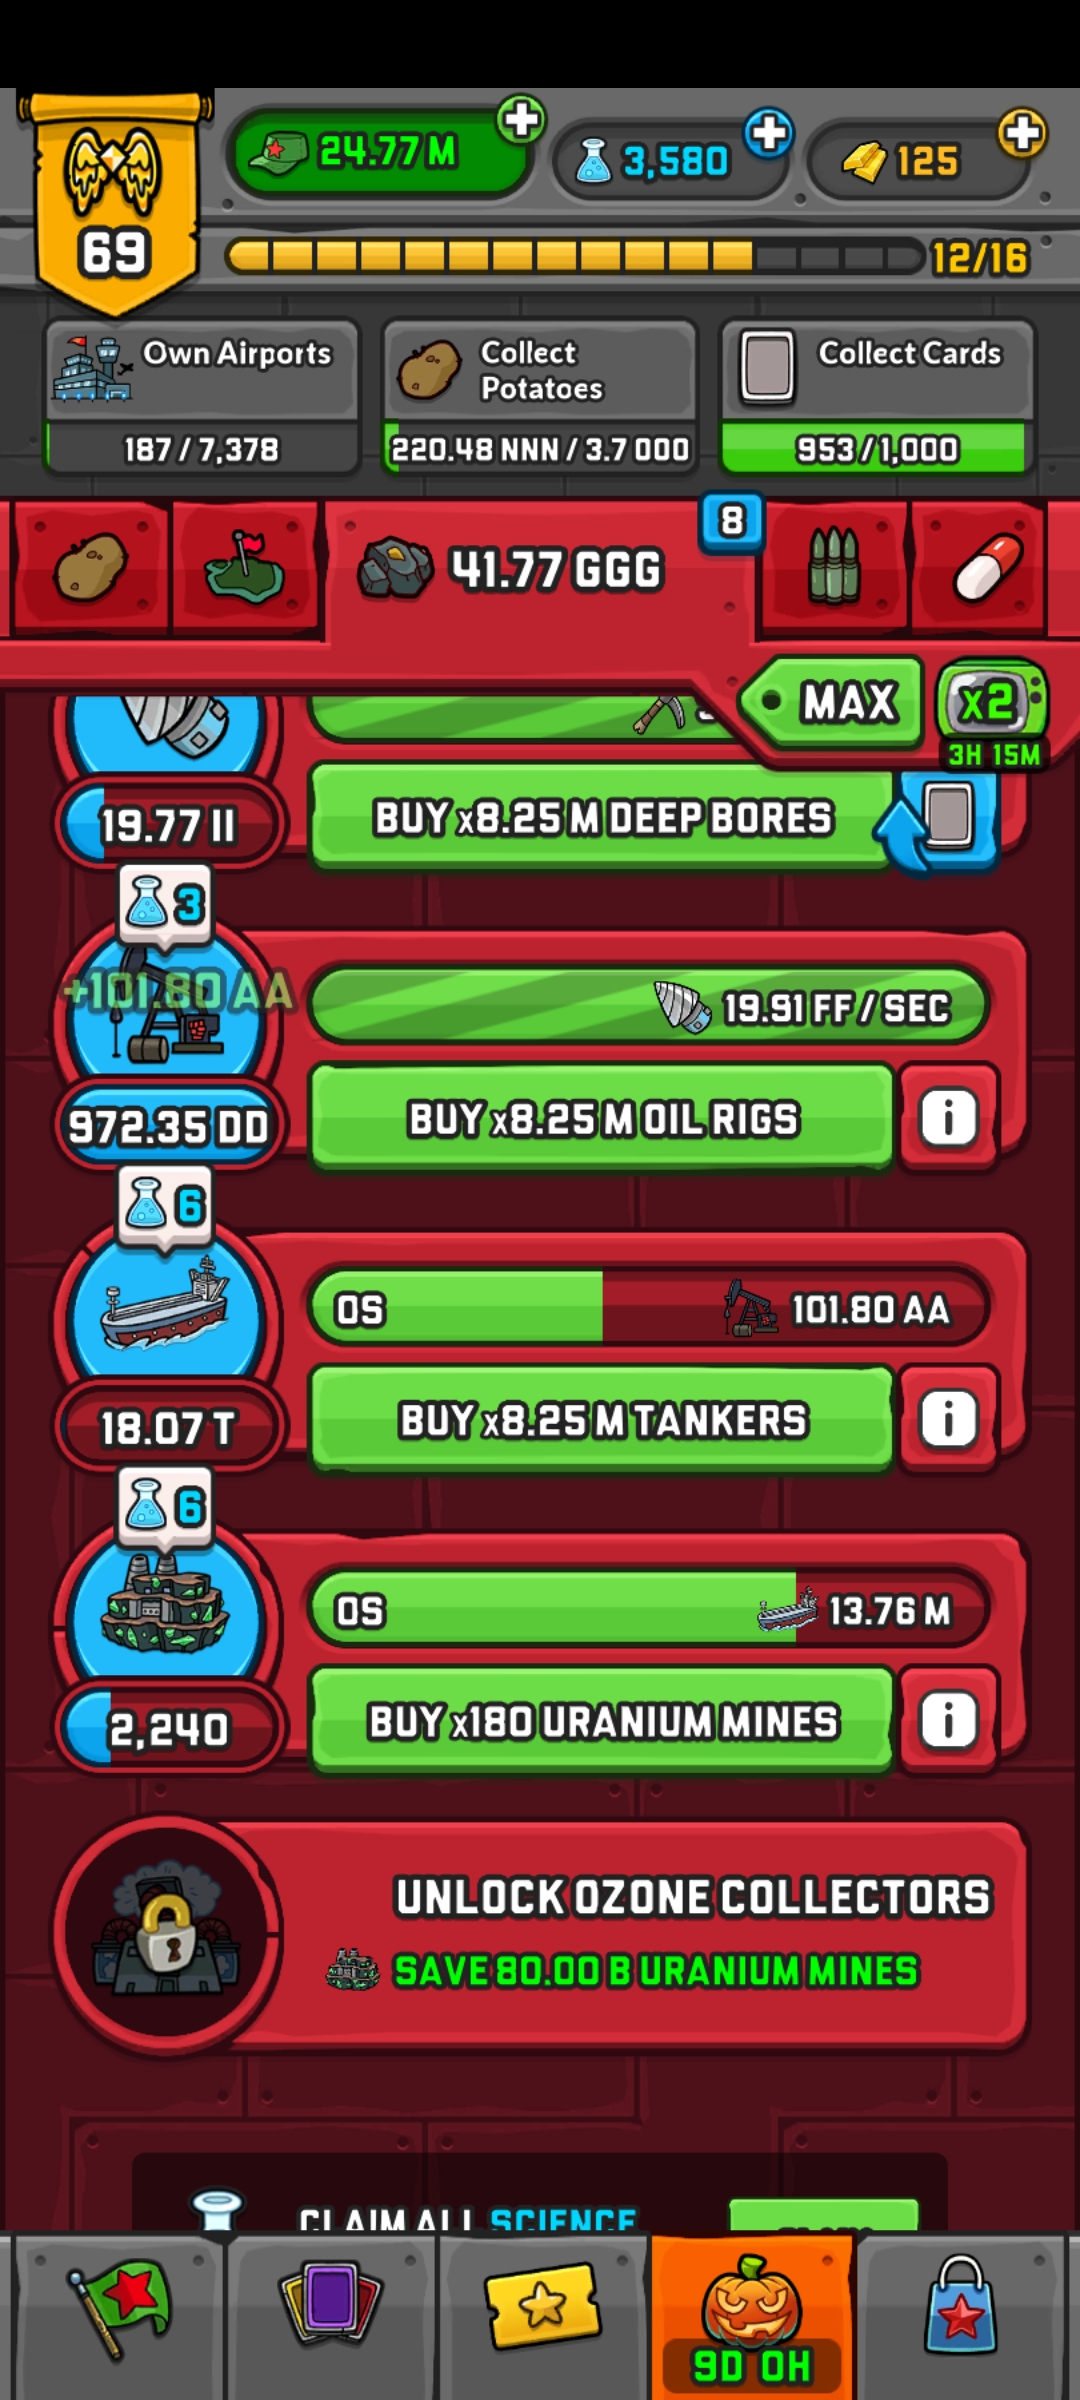 24.77 M
3,580
125
69
12/16
Own Airports
187 / 7,378
Collect
Potatoes
220.48 NNN / 3.7 OOO
Collect Cards
953 / 1,000
41.77 GGG
8
MAX
x2
3H 15M
19.77 II
BUY x8.25 M DEEP BORES
3
+101.80 AA
19.91 FF / SEC
972.35 DD
BUY x8.25 M OIL RIGS
i
6
0S
101.80 AA
18.07 T
BUY x8.25 M TANKERS
i
6
0S
13.76 M
2,240
BUY x180 URANIUM MINES
i
UNLOCK OZONE COLLECTORS
SAVE 80.00 B URANIUM MINES
CLAIM ALL SCIENCE
9D 0H